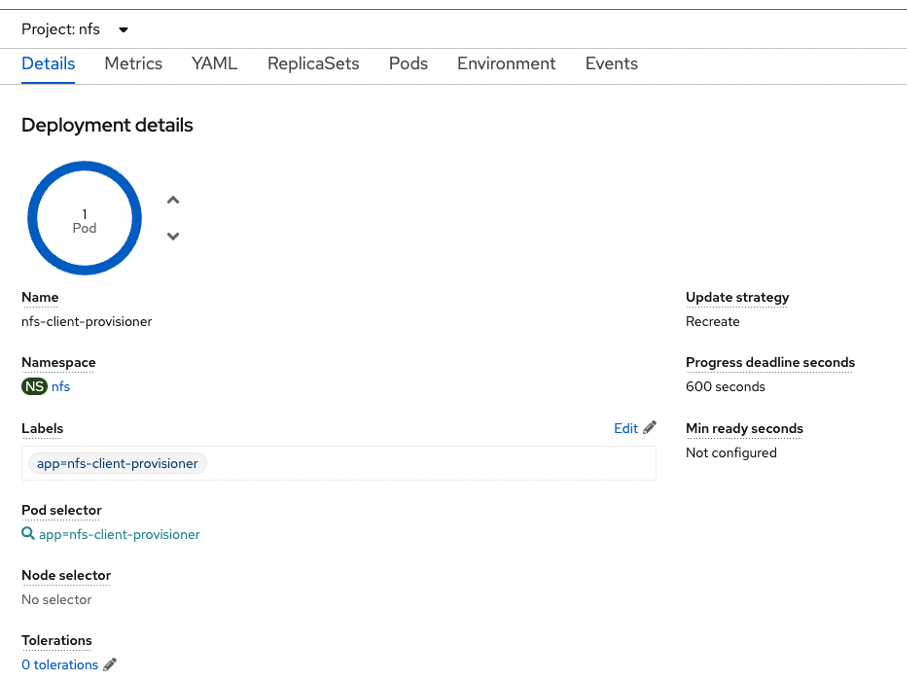 Project: nfs
Details Metrics YAML ReplicaSets Pods Environment Events
Deployment details
1
Pod
Name
nfs-client-provisioner
Namespace
NS nfs
Labels
Edit
app=nfs-client-provisioner
Pod selector
app=nfs-client-provisioner
Node selector
No selector
Tolerations
0 tolerations
Update strategy
Recreate
Progress deadline seconds
600 seconds
Min ready seconds
Not configured